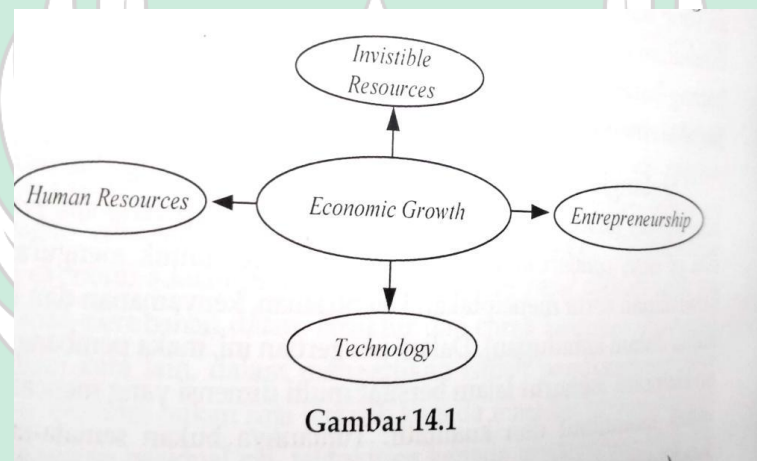 Invistible
Resources
Human Resources
Economic Growth
Entrepreneurship
Technology
Gambar 14.1